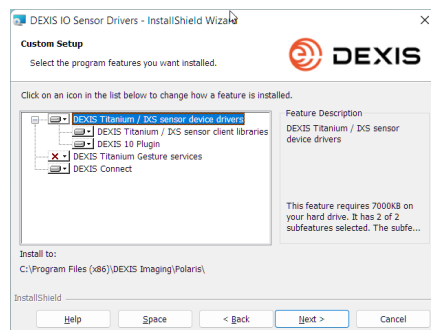 DEXIS IO Sensor Drivers - InstallShield Wizard
Custom Setup
Select the program features you want installed.
DEXIS
Click on an icon in the list below to change how a feature is installed.
DEXIS Titanium / IXS sensor device drivers
DEXIS Titanium / IXS sensor client libraries
DEXIS 10 Plugin
DEXIS Titanium Gesture services
DEXIS Connect
Feature Description
DEXIS Titanium / IXS sensor
device drivers
This feature requires 7000KB on
your hard drive. It has 2 of 2
subfeatures selected. The subfe...
Install to:
C:\Program Files (x86)\DEXIS Imaging\Polaris\
InstallShield
Help
Space
< Back
Next >
Cancel